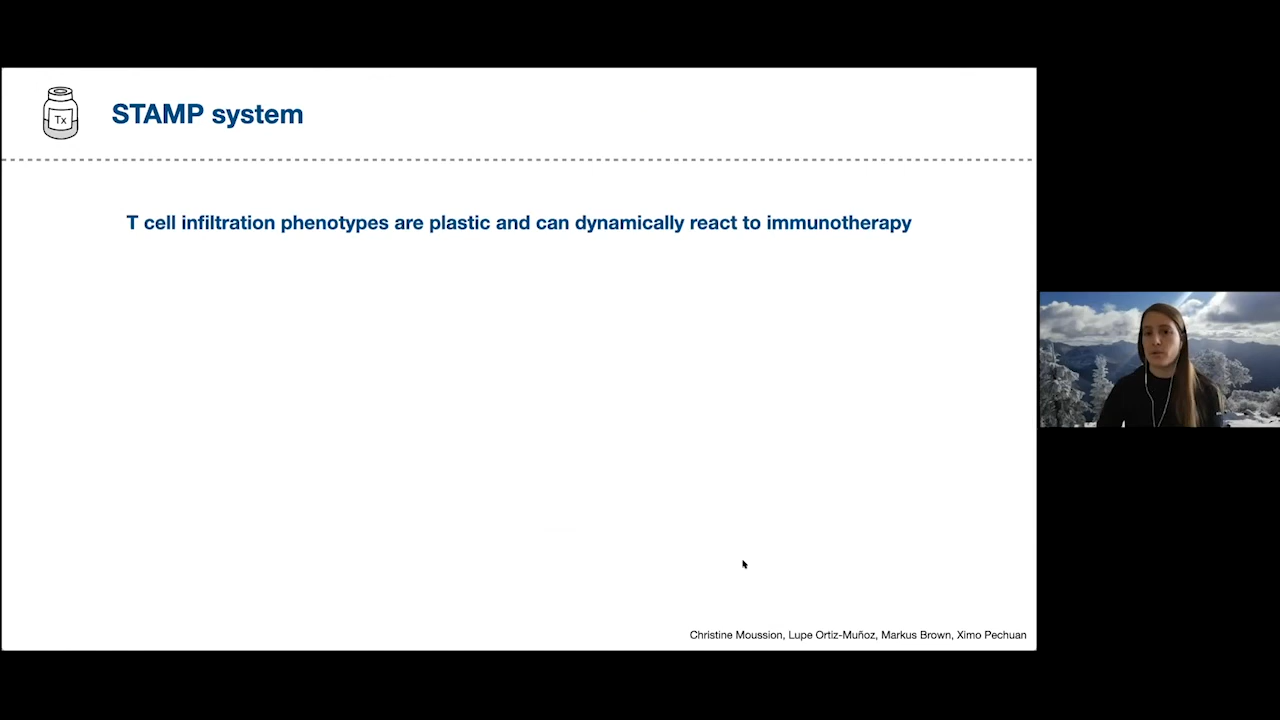 Tx
STAMP system
T cell infiltration phenotypes are plastic and can dynamically react to immunotherapy
Christine Moussion, Lupe Ortiz-Muñoz, Markus Brown, Ximo Pechuan